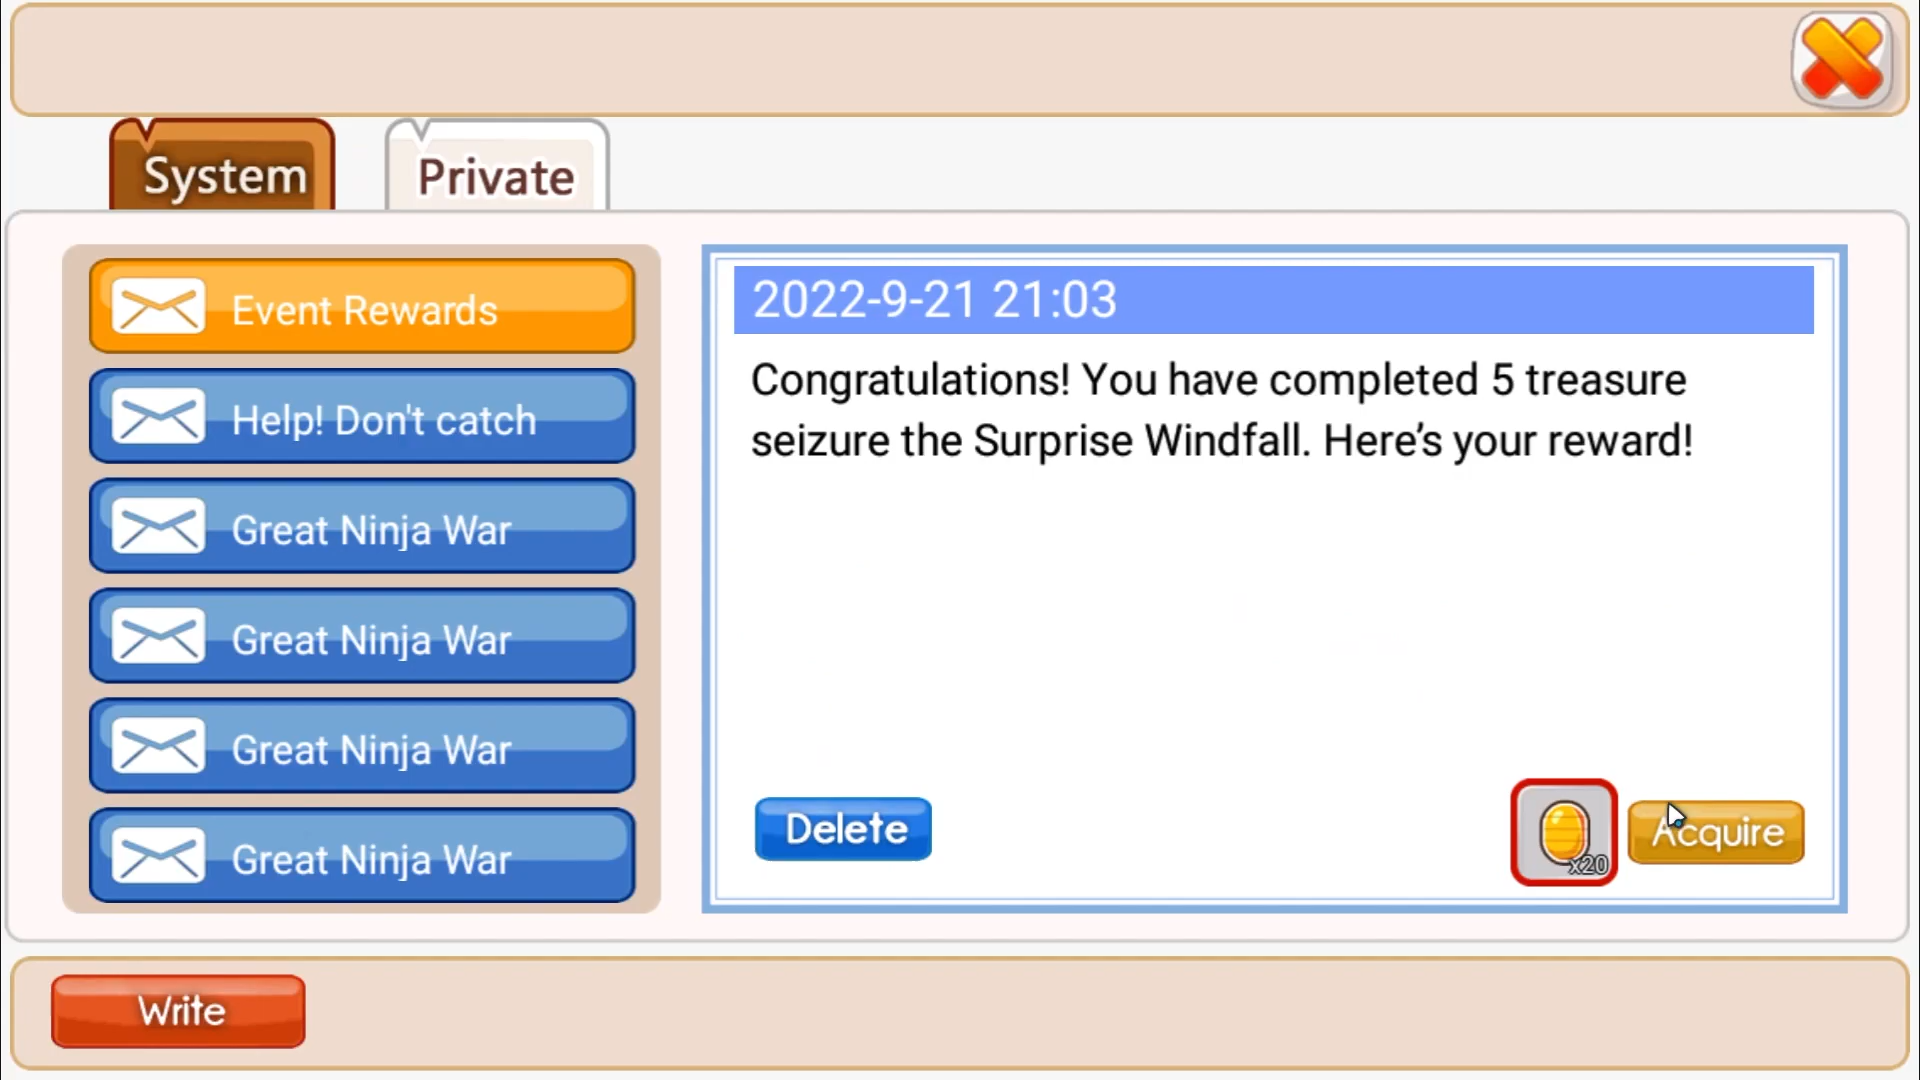 System
Private
Event Rewards
Help! Don't catch
Great Ninja War
Great Ninja War
Great Ninja War
Great Ninja War
2022-9-21 21:03
Congratulations! You have completed 5 treasure
seizure the Surprise Windfall. Here’s your reward!
Delete
x20
Acquire
Write